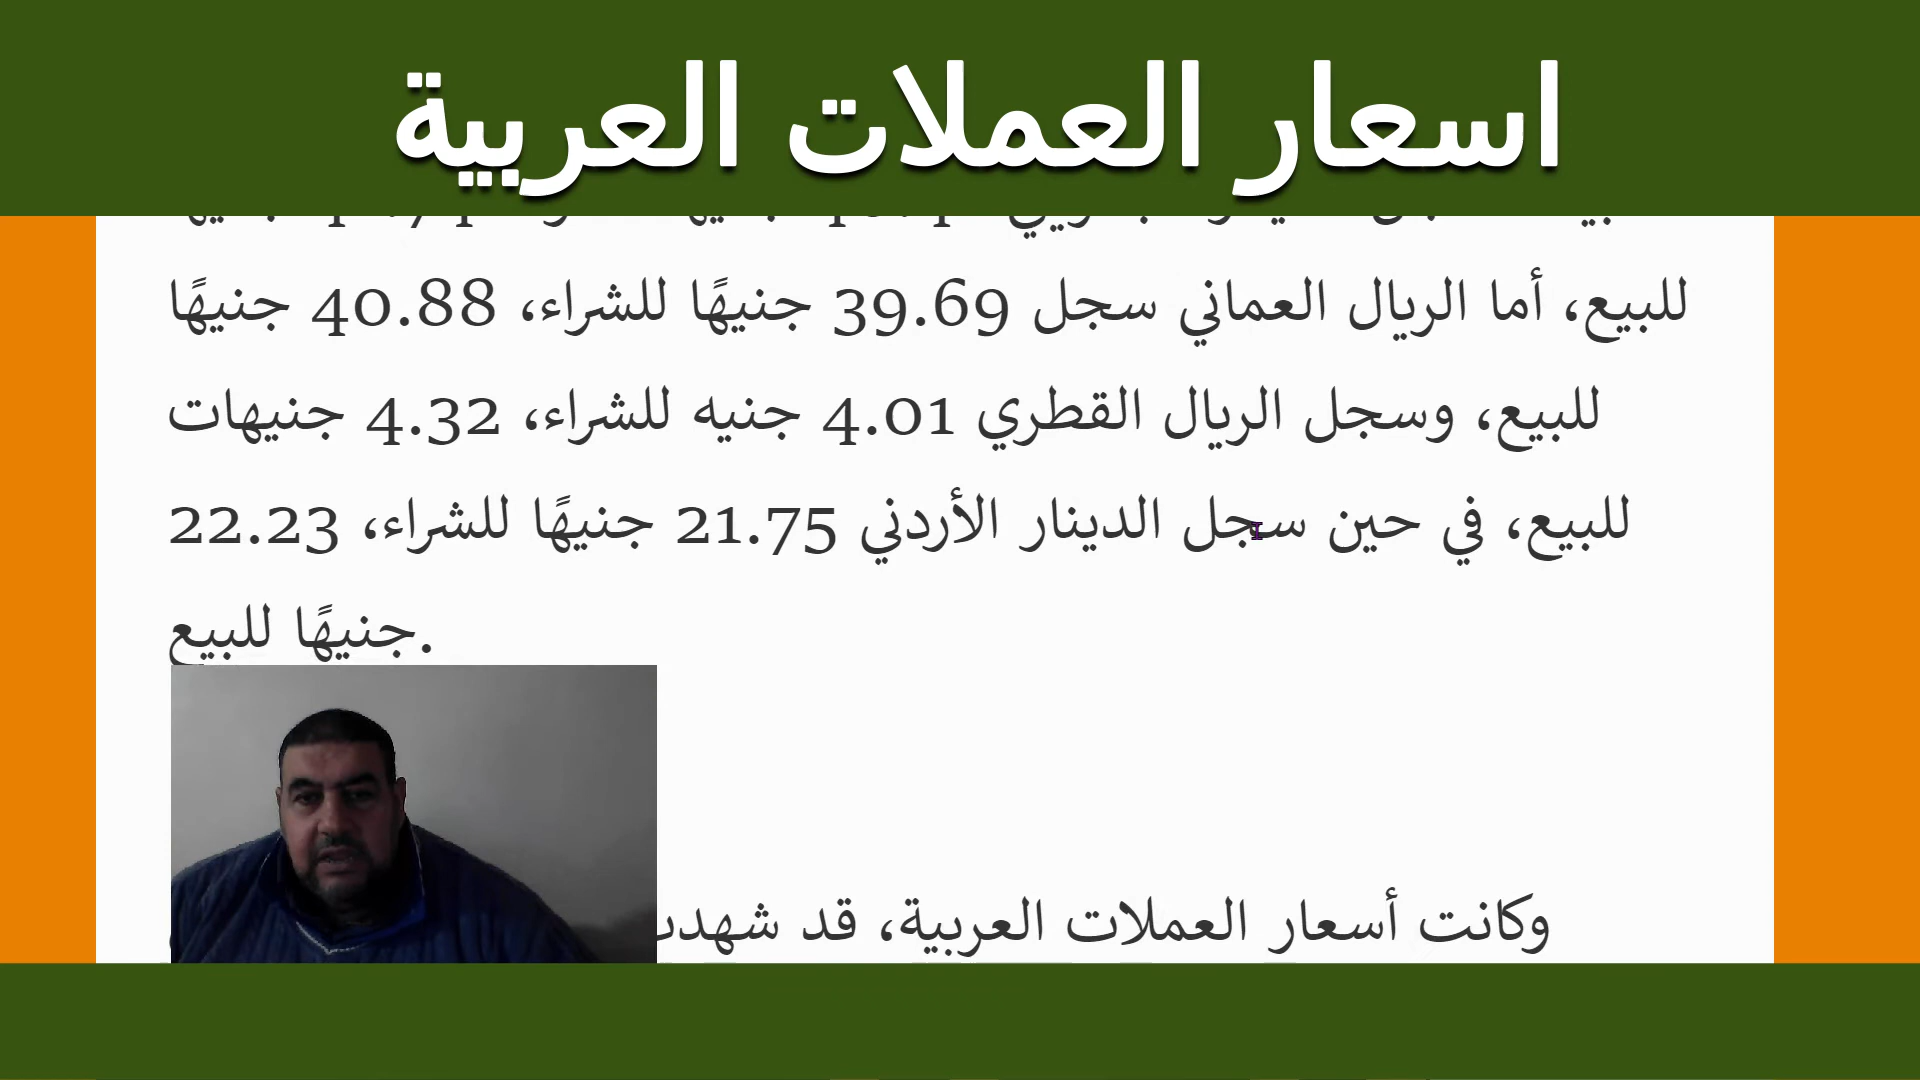 اسعار العملات العربية
للبيع، أما الريال العماني سجل 39.69 جنيهًا للشراء، 40.88 جنيهًا
للبيع، وسجل الريال القطري 4.01 جنيه للشراء، 4.32 جنيهات
للبيع، في حين سجل الدينار الأردني 21.75 جنيهًا للشراء، 22.23
جنيهًا للبيع.
وكانت أسعار العملات العربية، قد شهدت